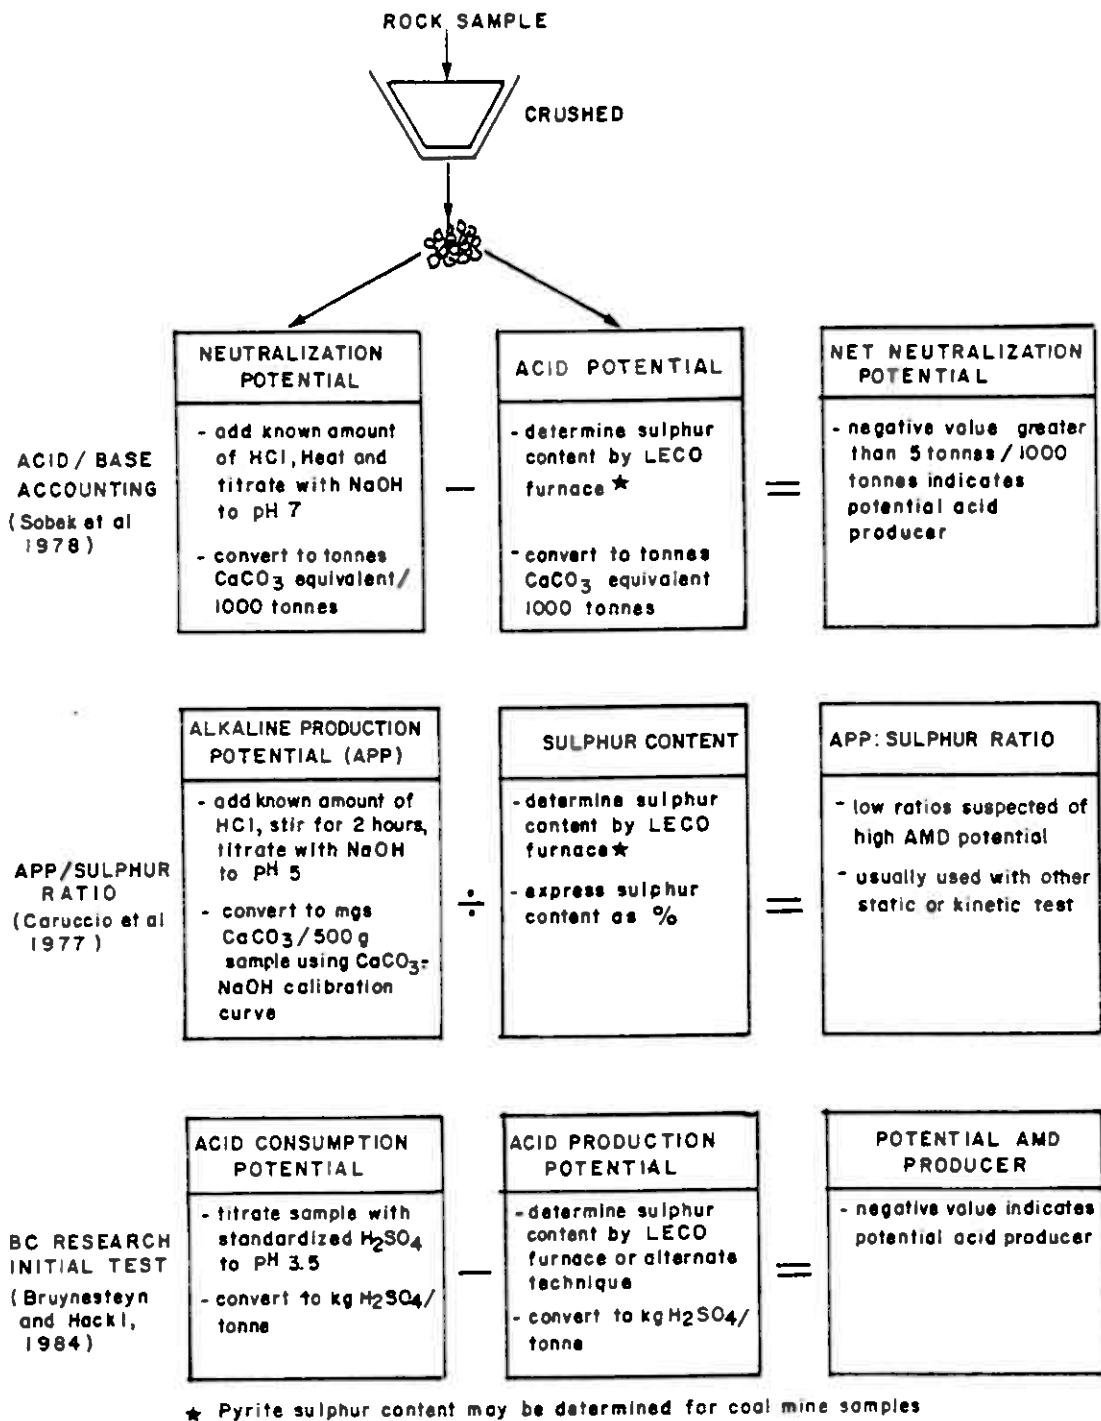 ROCK SAMPLE
CRUSHED
ACID / BASE
ACCOUNTING
(Sobek et al
1978)
NEUTRALIZATION
POTENTIAL
- add known amount
of HCl, Heat and
titrate with NaOH
to pH 7
- convert to tonnes
CaCO₃ equivalent/
1000 tonnes
—
ACID POTENTIAL
- determine sulphur
content by LECO
furnace ★
- convert to tonnes
CaCO₃ equivalent
1000 tonnes
=
NET NEUTRALIZATION
POTENTIAL
- negative value greater
than 5 tonnes / 1000
tonnes indicates
potential acid
producer
APP/SULPHUR
RATIO
(Caruccio et al
1977)
ALKALINE PRODUCTION
POTENTIAL (APP)
- add known amount of
HCl, stir for 2 hours,
titrate with NaOH
to PH 5
- convert to mgs
CaCO₃/500g
sample using CaCO₃-
NaOH calibration
curve
÷
SULPHUR CONTENT
- determine sulphur
content by LECO
furnace★
- express sulphur
content as %
=
APP: SULPHUR RATIO
- low ratios suspected of
high AMD potential
- usually used with other
static or kinetic test
BC RESEARCH
INITIAL TEST
(Bruynesteyn
and Hackl,
1984)
ACID CONSUMPTION
POTENTIAL
- titrate sample with
standardized H₂SO₄
to PH 3.5
- convert to kg H₂SO₄/
tonne
—
ACID PRODUCTION
POTENTIAL
- determine sulphur
content by LECO
furnace or alternate
technique
- convert to kg H₂SO₄/
tonne
=
POTENTIAL AMD
PRODUCER
- negative value indicates
potential acid producer
★ Pyrite sulphur content may be determined for coal mine samples